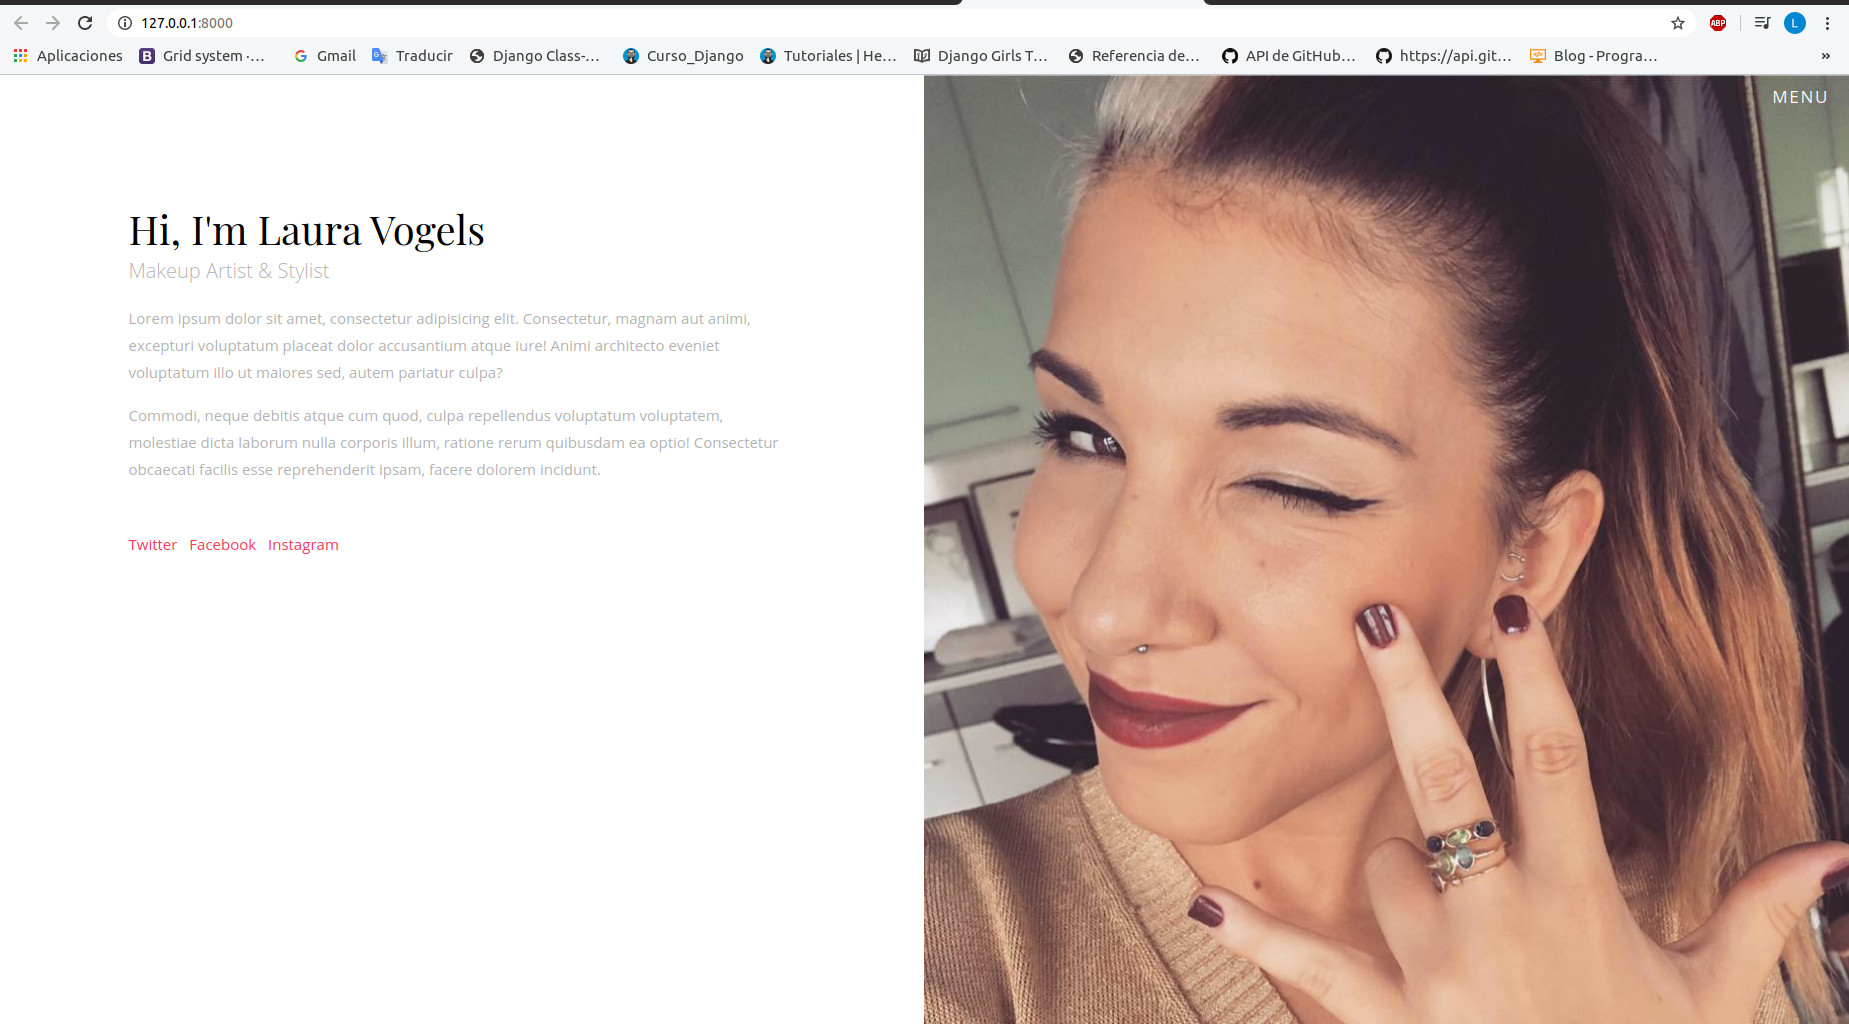 127.0.0.1:8000
Aplicaciones Grid system ·... Gmail Traducir Django Class-... Curso_Django Tutoriales | He... Django Girls T... Referencia de... API de GitHub... https://api.git... Blog - Progra... »
ABP
L
MENU
Hi, I'm Laura Vogels
Makeup Artist & Stylist
Lorem ipsum dolor sit amet, consectetur adipisicing elit. Consectetur, magnam aut animi,
excepturi voluptatum placeat dolor accusantium atque iure! Animi architecto eveniet
voluptatum illo ut maiores sed, autem pariatur culpa?
Commodi, neque debitis atque cum quod, culpa repellendus voluptatum voluptatem,
molestiae dicta laborum nulla corporis illum, ratione rerum quibusdam ea optio! Consectetur
obcaecati facilis esse reprehenderit ipsam, facere dolorem incidunt.
Twitter Facebook Instagram